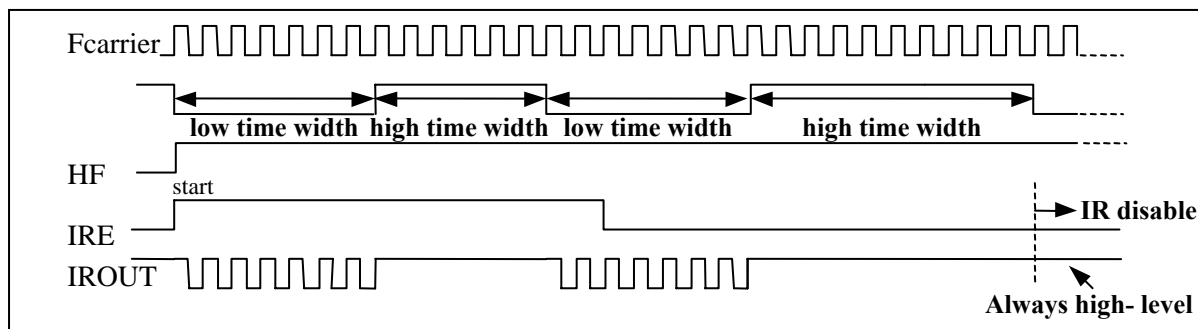 Fcarrier
low time width high time width low time width high time width
HF
start
IRE
IR disable
IROUT
Always high- level